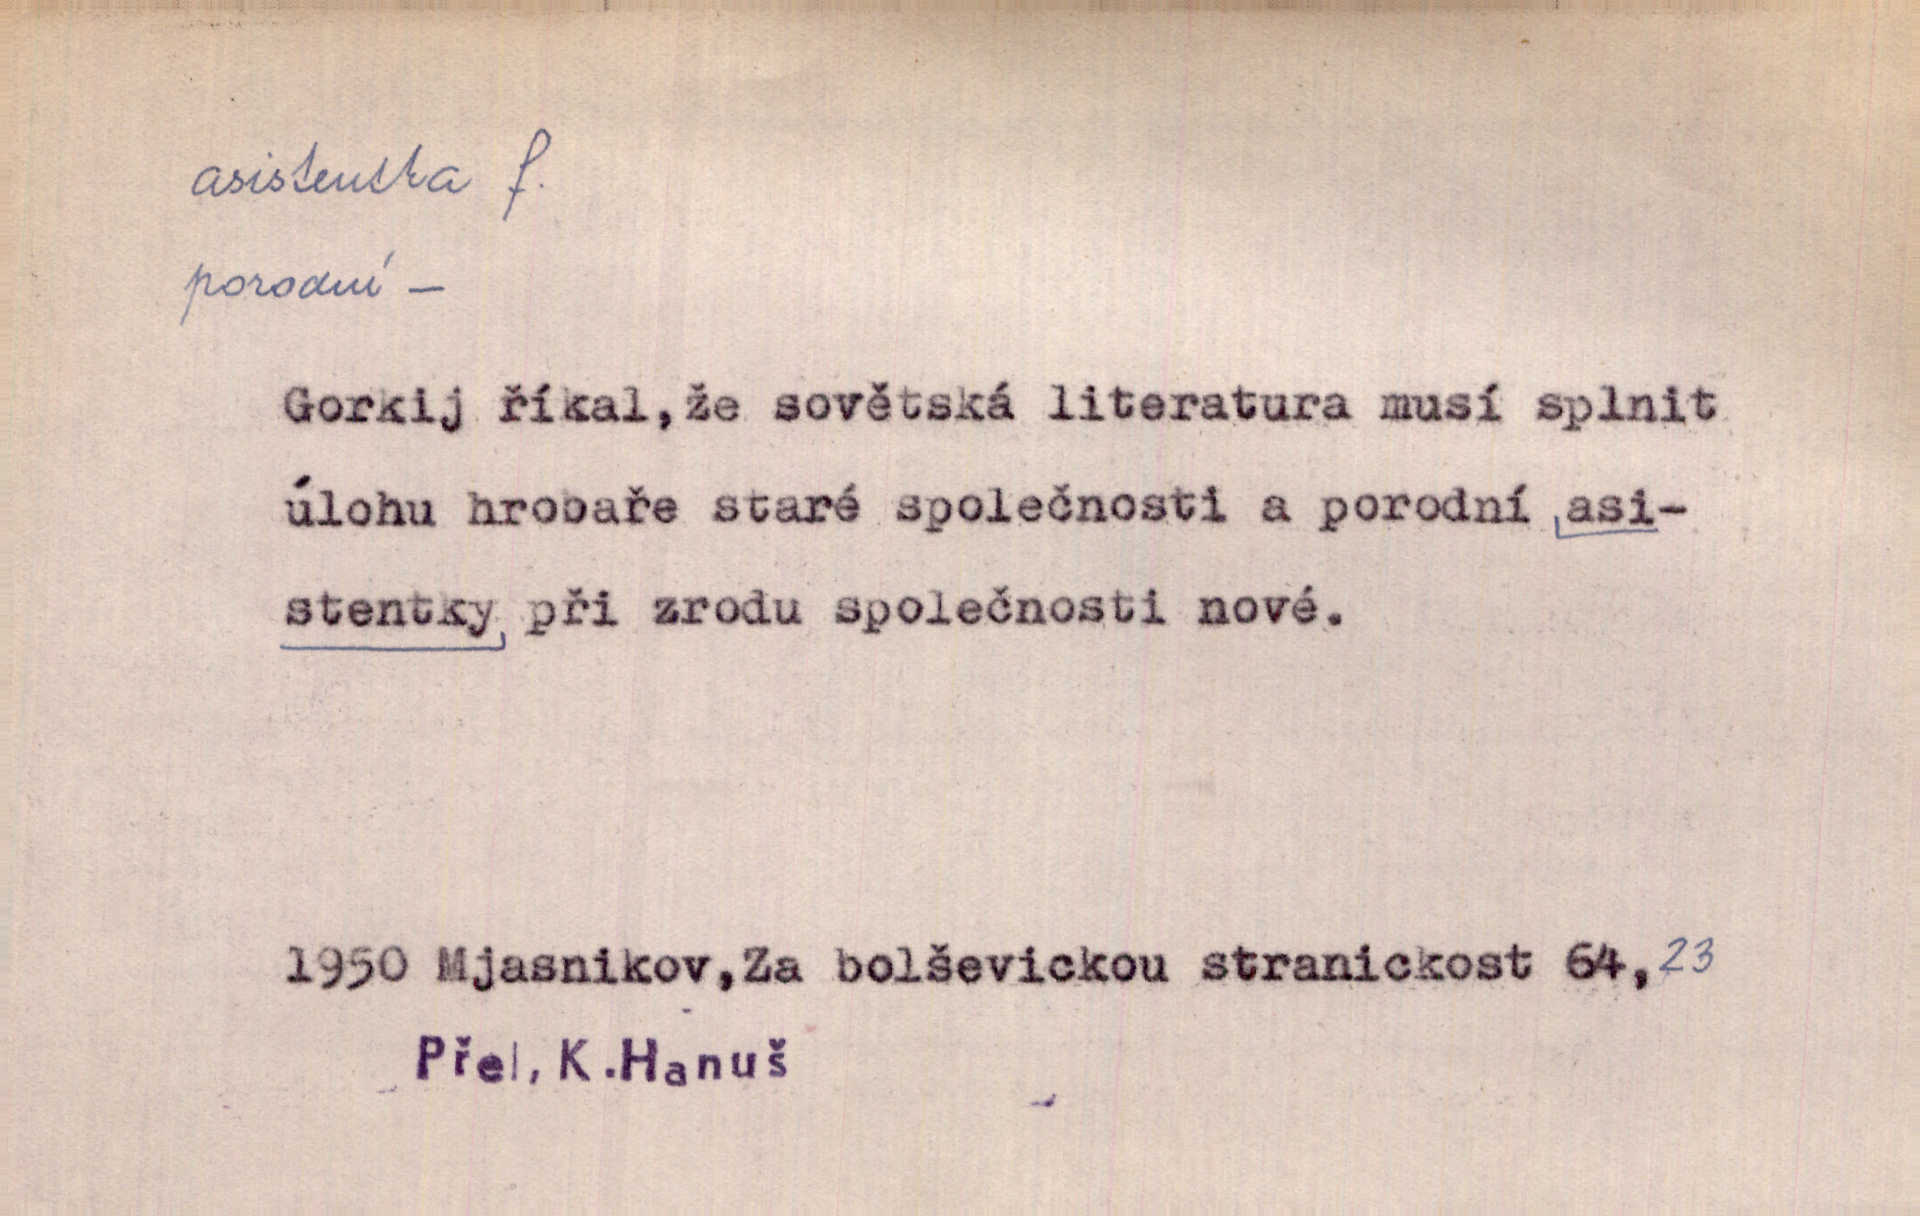 asistentka f.
porodní –
Gorkij říkal,že sovětská literatura musí splnit
úlohu hrobaře staré společnosti a porodní asi-
stentky při zrodu společnosti nové.
1950 Mjasnikov,Za bolševickou stranickost 64,23
Přel, K.Hanuš